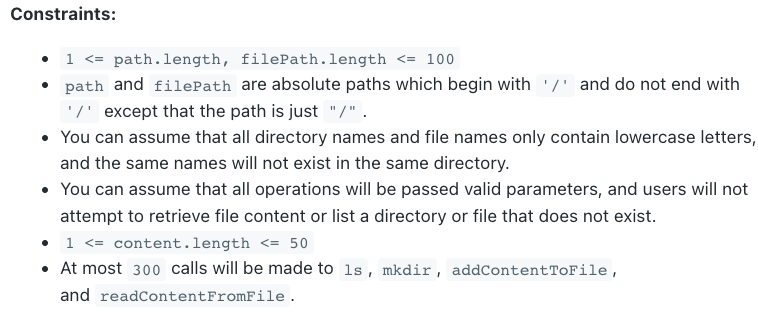 Constraints:
• 1 <= path.length, filePath.length <= 100
• path and filePath are absolute paths which begin with '/' and do not end with
'/' except that the path is just "/".
• You can assume that all directory names and file names only contain lowercase letters,
and the same names will not exist in the same directory.
• You can assume that all operations will be passed valid parameters, and users will not
attempt to retrieve file content or list a directory or file that does not exist.
• 1 <= content.length <= 50
• At most 300 calls will be made to ls, mkdir, addContentToFile,
and readContentFromFile.